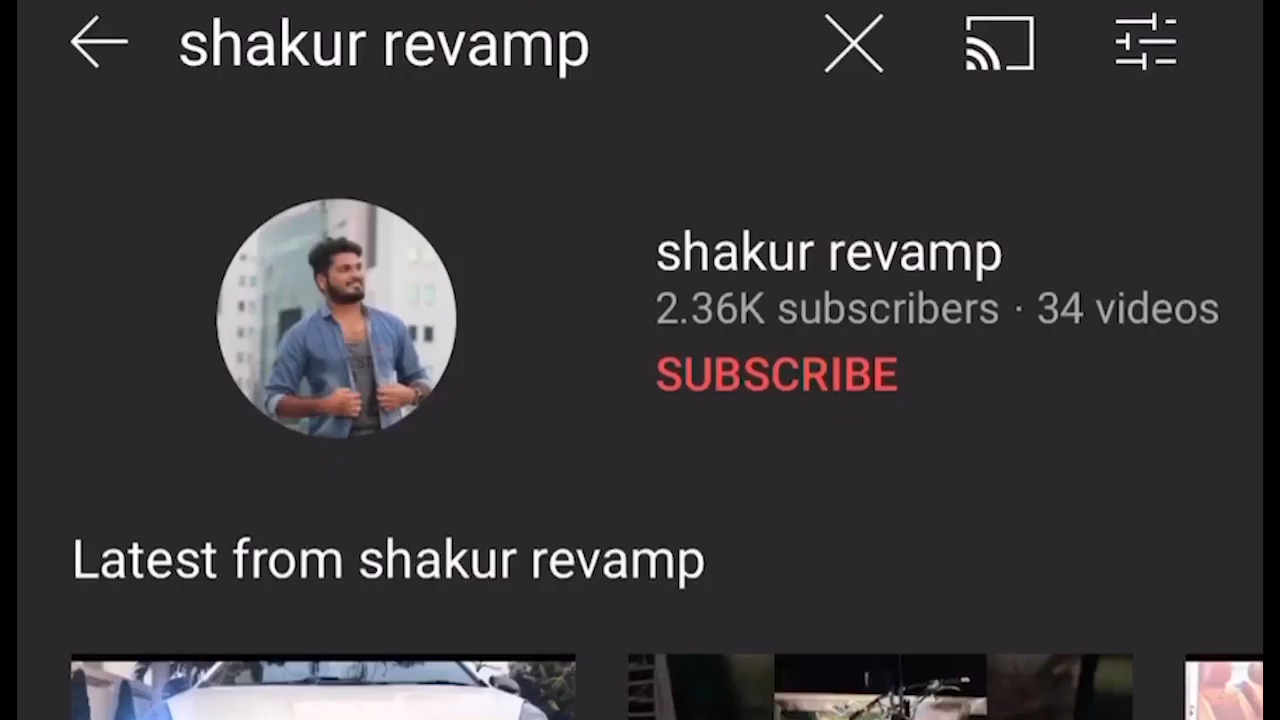 shakur revamp
shakur revamp
2.36K subscribers · 34 videos
SUBSCRIBE
Latest from shakur revamp